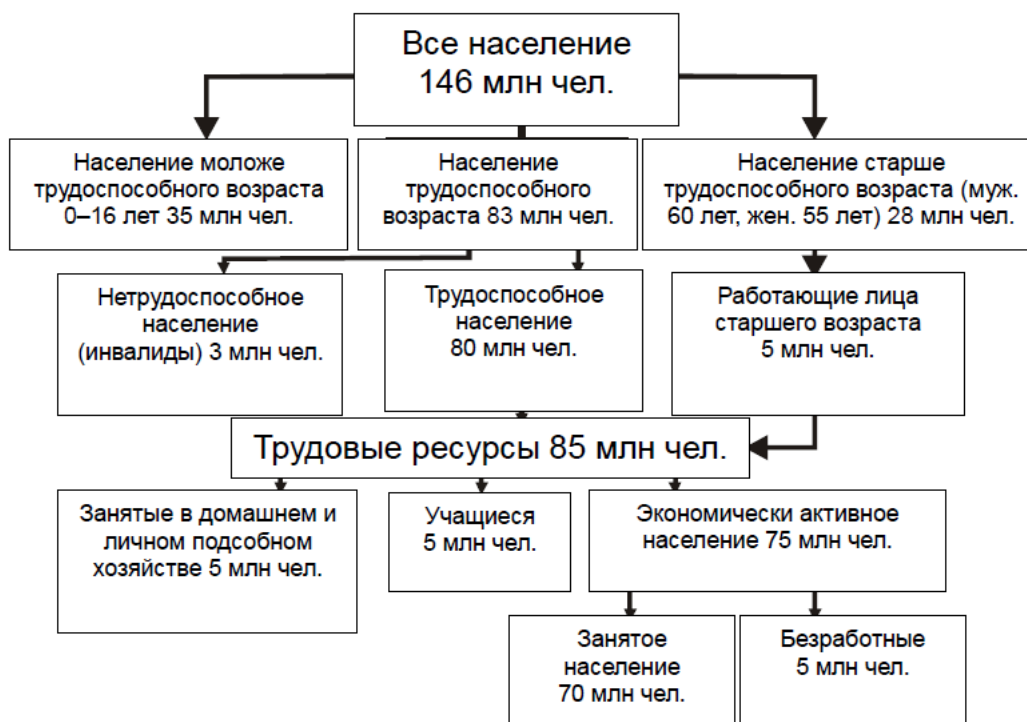 Все население
146 млн чел.
Население моложе
трудоспособного возраста
0–16 лет 35 млн чел.
Население
трудоспособного
возраста 83 млн чел.
Население старше
трудоспособного возраста (муж.
60 лет, жен. 55 лет) 28 млн чел.
Нетрудоспособное
население
(инвалиды) 3 млн чел.
Трудоспособное
население
80 млн чел.
Работающие лица
старшего возраста
5 млн чел.
Трудовые ресурсы 85 млн чел.
Занятые в домашнем и
личном подсобном
хозяйстве 5 млн чел.
Учащиеся
5 млн чел.
Экономически активное
население 75 млн чел.
Занятое
население
70 млн чел.
Безработные
5 млн чел.